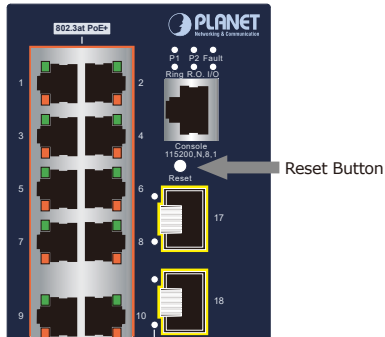 PLANET
Networking & Communication
802.3at PoE+
P1 P2 Fault
Ring R.O. I/O
1 2
3 4
Console
115200,N,8,1
Reset Button
Reset
5 6
17
7 8
18
9 10